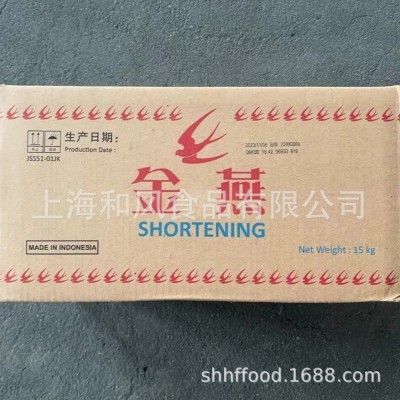 生产日期:
Production Date :
JS551-01JK
金燕
上海和风食品有限公司
SHORTENING
MADE IN INDONESIA
Net Weight : 15 kg
shhffood.1688.com